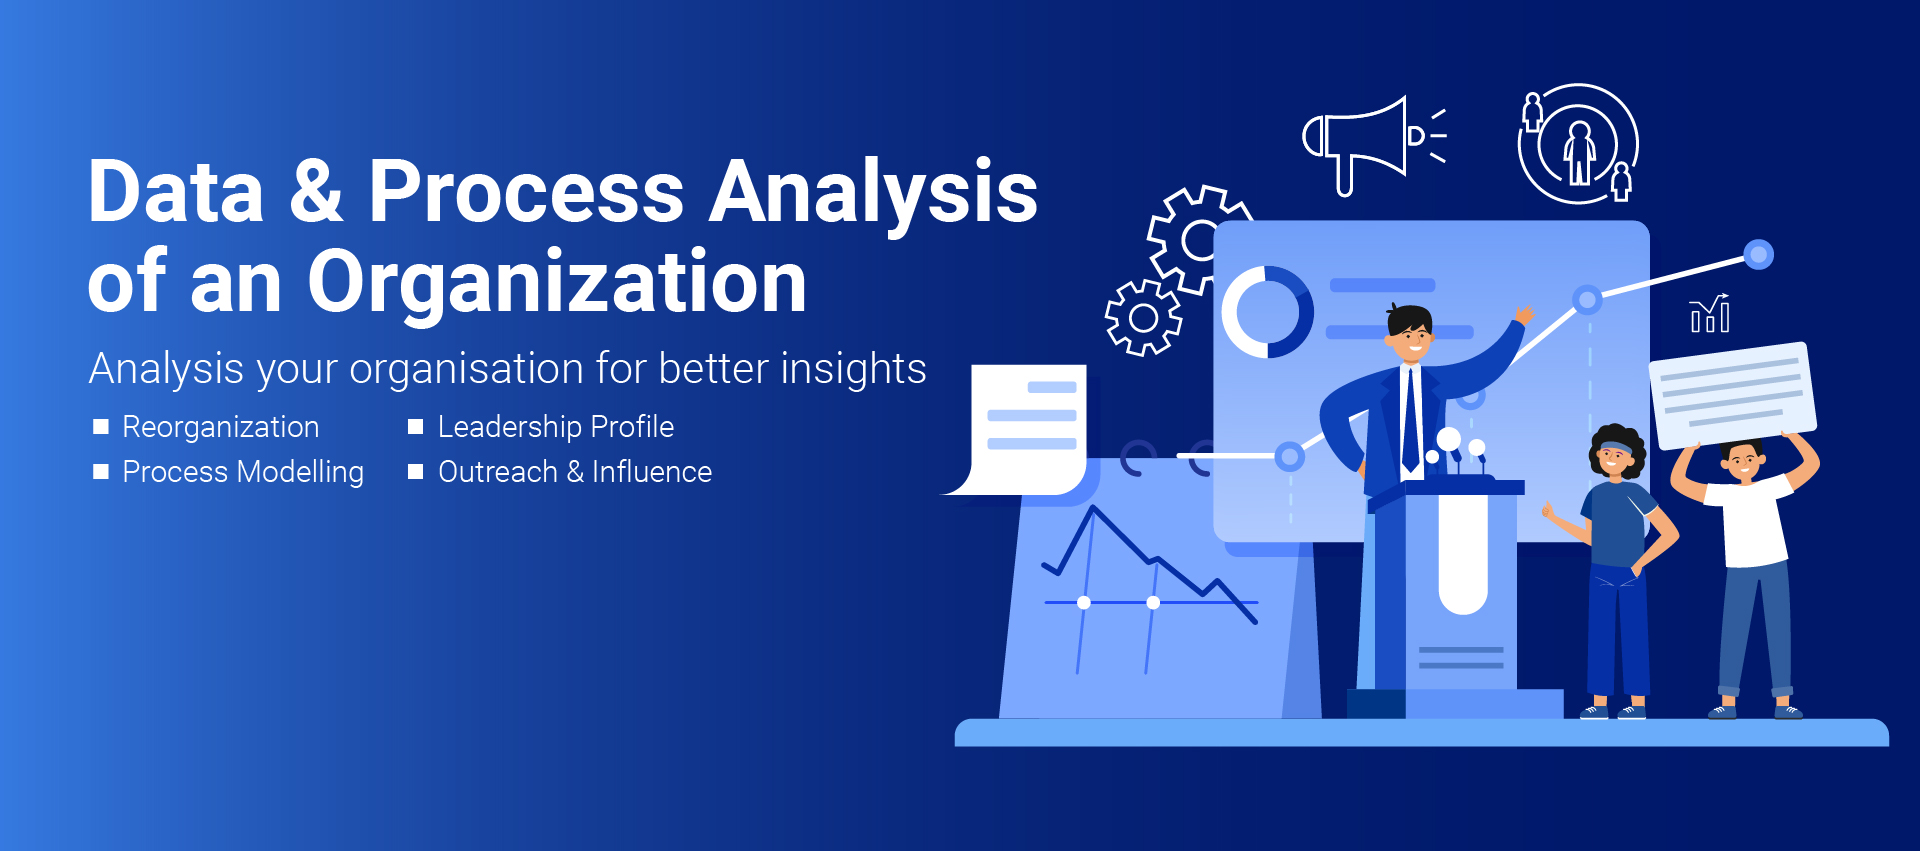 Data & Process Analysis
of an Organization
Analysis your organisation for better insights
Reorganization
Leadership Profile
Process Modelling
Outreach & Influence